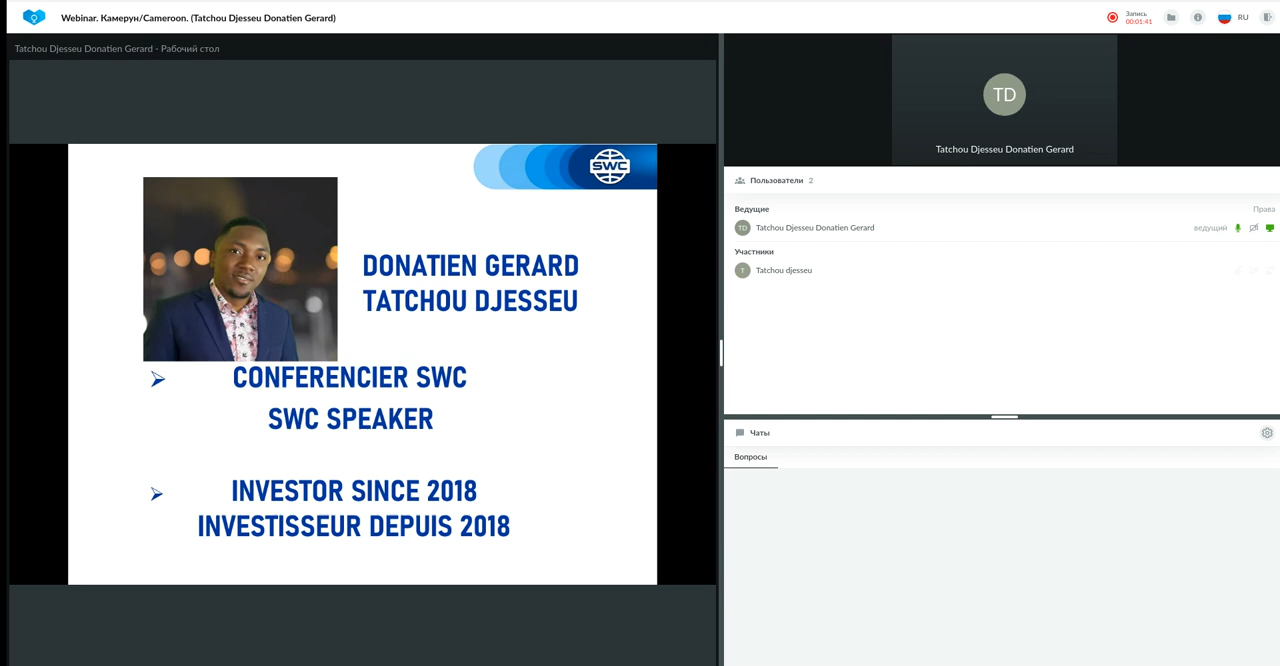 Webinar. Камерун/Cameroon. (Tatchou Djesseu Donatien Gerard)
Запись
00:01:41
RU
Tatchou Djesseu Donatien Gerard - Рабочий стол
SWC
DONATIEN GERARD
TATCHOU DJESSEU
CONFERENCIER SWC
SWC SPEAKER
INVESTOR SINCE 2018
INVESTISSEUR DEPUIS 2018
TD
Tatchou Djesseu Donatien Gerard
Пользователи 2
Ведущие Права
TD Tatchou Djesseu Donatien Gerard ведущий
Участники
T Tatchou djesseu
Чаты
Вопросы